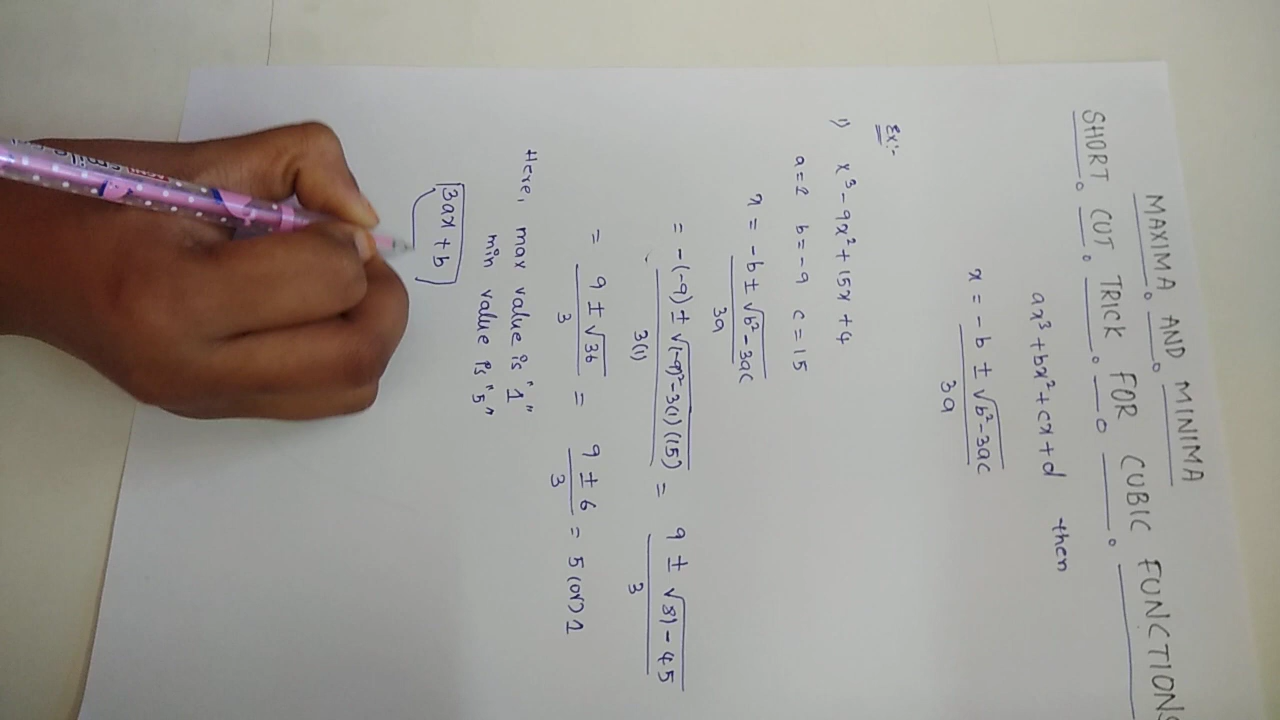 MAXIMA AND MINIMA
SHORT CUT TRICK FOR CUBIC FUNCTIONS
ax³+bx²+cx+d then
x = -b ± √b²-3ac / 3a
Ex:-
1) x³-9x²+15x+4
a=1 b=-9 c=15
x = -b ± √b²-3ac / 3a
= -(-9) ± √(-9)²-3(1)(15) / 3(1) = 9 ± √81-45 / 3
= 9 ± √36 / 3 = 9 ± 6 / 3 = 5 (or) 1
Here, max value is "1"
min value is "5"
3ax + b